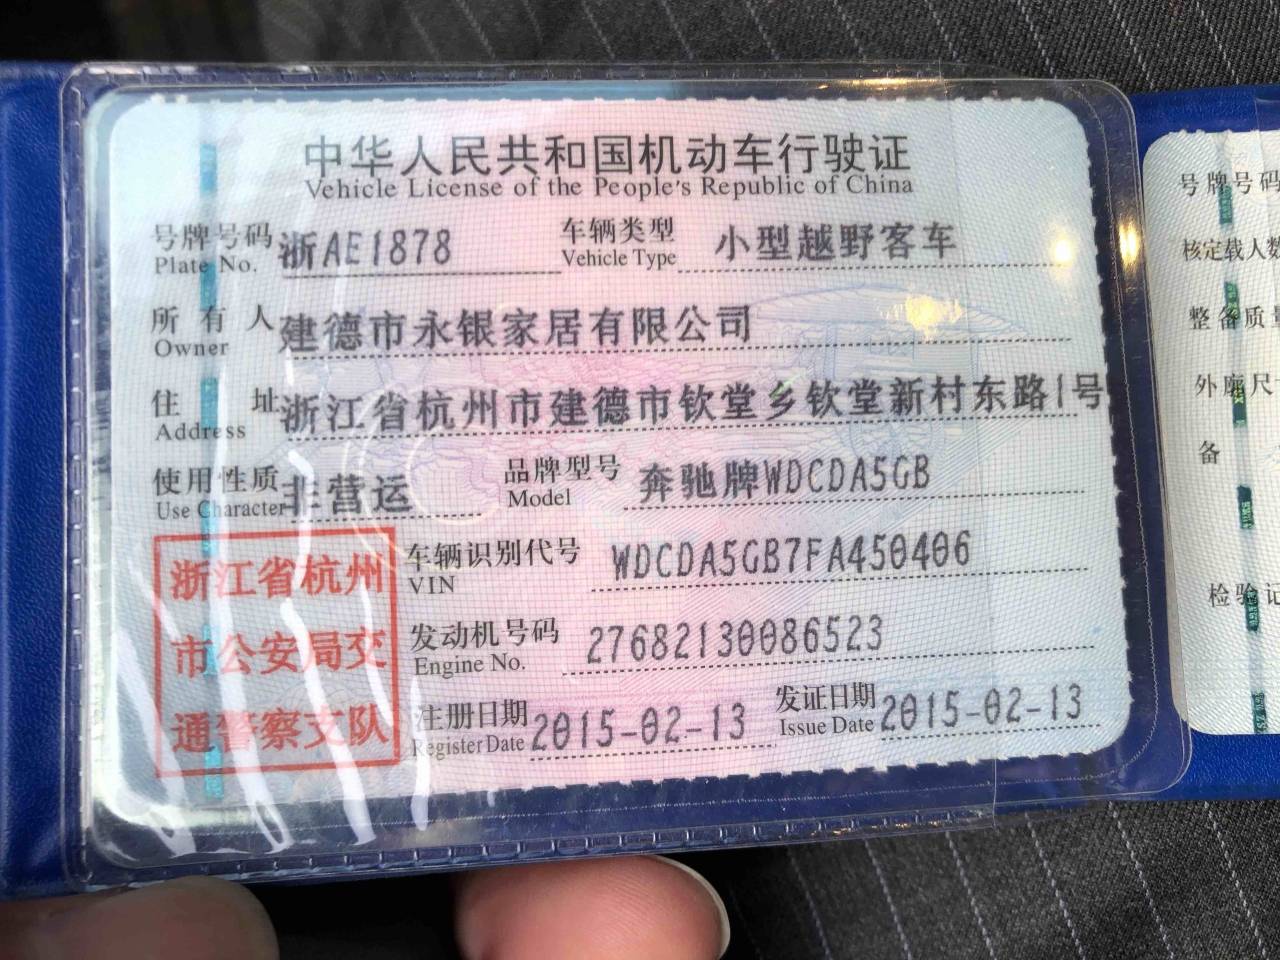 中华人民共和国机动车行驶证
Vehicle License of the People's Republic of China
号牌号码 浙AE1878 车辆类型 小型越野客车
Plate No. Vehicle Type
所有人 建德市永银家居有限公司
Owner
住址 浙江省杭州市建德市钦堂乡钦堂新村东路1号
Address
使用性质 非营运 品牌型号 奔驰牌WDCDA5GB
Use Character Model
车辆识别代号 WDCDA5GB7FA450406
VIN
发动机号码 27682130086523
Engine No.
注册日期 2015-02-13 发证日期 2015-02-13
Register Date Issue Date
浙江省杭州
市公安局交
通警察支队
号牌号码
核定载人数
整备质量
外廓尺
备
检验记